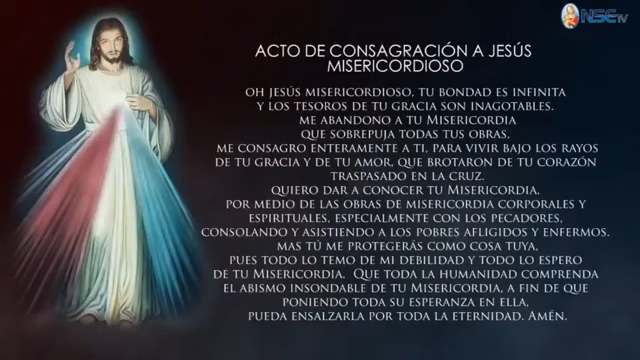 NSE TV
ACTO DE CONSAGRACIÓN A JESÚS
MISERICORDIOSO
OH JESÚS MISERICORDIOSO, TU BONDAD ES INFINITA
Y LOS TESOROS DE TU GRACIA SON INAGOTABLES.
ME ABANDONO A TU MISERICORDIA
QUE SOBREPUJA TODAS TUS OBRAS,
ME CONSAGRO ENTERAMENTE A TI, PARA VIVIR BAJO LOS RAYOS
DE TU GRACIA Y DE TU AMOR, QUE BROTARON DE TU CORAZÓN
TRASPASADO EN LA CRUZ.
QUIERO DAR A CONOCER TU MISERICORDIA,
POR MEDIO DE LAS OBRAS DE MISERICORDIA CORPORALES Y
ESPIRITUALES, ESPECIALMENTE CON LOS PECADORES,
CONSOLANDO Y ASISTIENDO A LOS POBRES AFLIGIDOS Y ENFERMOS.
MAS TÚ ME PROTEGERÁS COMO COSA TUYA,
PUES TODO LO TEMO DE MI DEBILIDAD Y TODO LO ESPERO
DE TU MISERICORDIA. QUE TODA LA HUMANIDAD COMPRENDA
EL ABISMO INSONDABLE DE TU MISERICORDIA, A FIN DE QUE
PONIENDO TODA SU ESPERANZA EN ELLA,
PUEDA ENSALZARLA POR TODA LA ETERNIDAD. AMÉN.